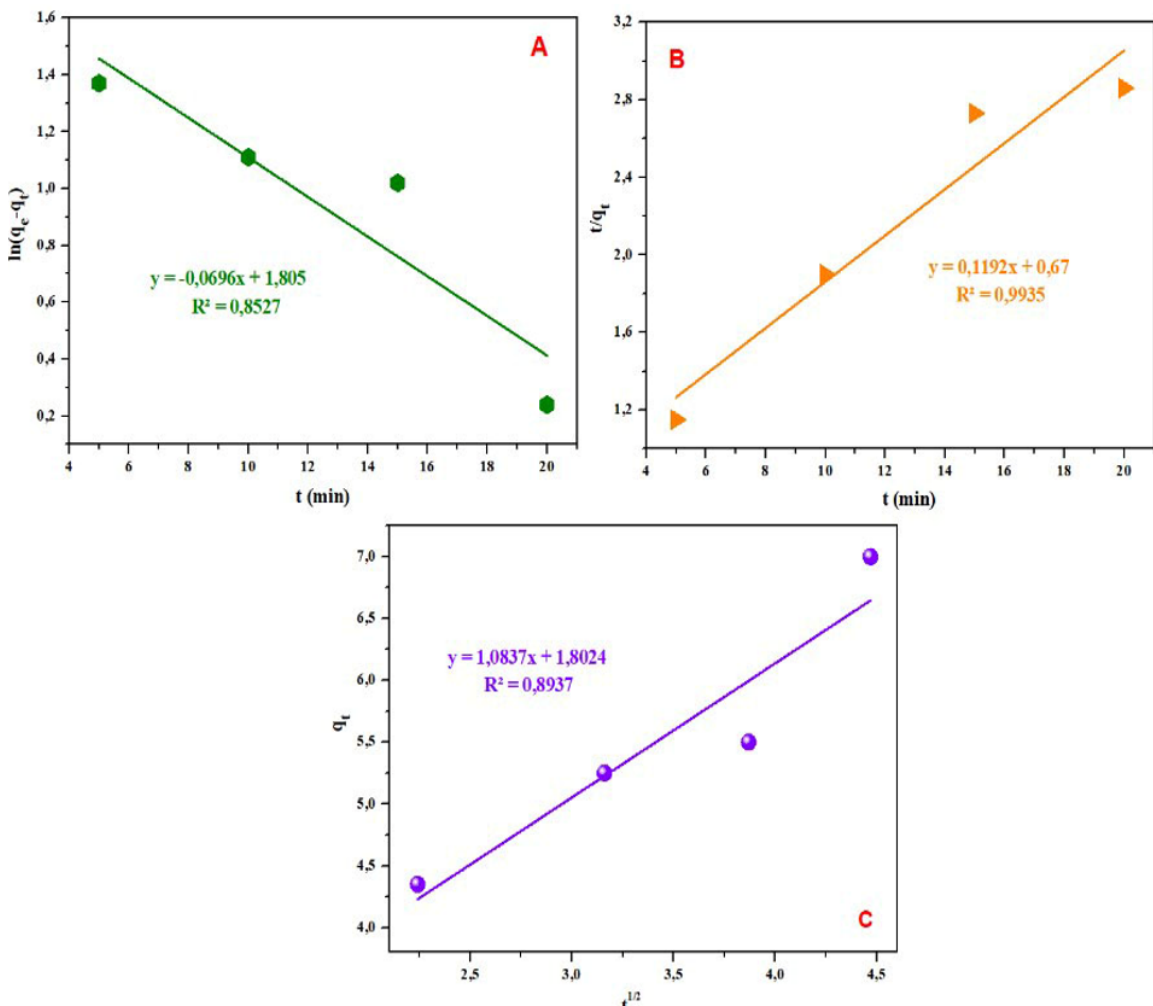 A
1,6
1,4
1,2
1,0
0,8
0,6
0,4
0,2
ln(qe-qt)
y = -0,0696x + 1,805
R² = 0,8527
4 6 8 10 12 14 16 18 20
t (min)
B
3,2
2,8
2,4
2,0
1,6
1,2
t/qt
y = 0,1192x + 0,67
R² = 0,9935
4 6 8 10 12 14 16 18 20
t (min)
7,0
6,5
6,0
5,5
5,0
4,5
4,0
qt
y = 1,0837x + 1,8024
R² = 0,8937
C
2,5 3,0 3,5 4,0 4,5
t1/2